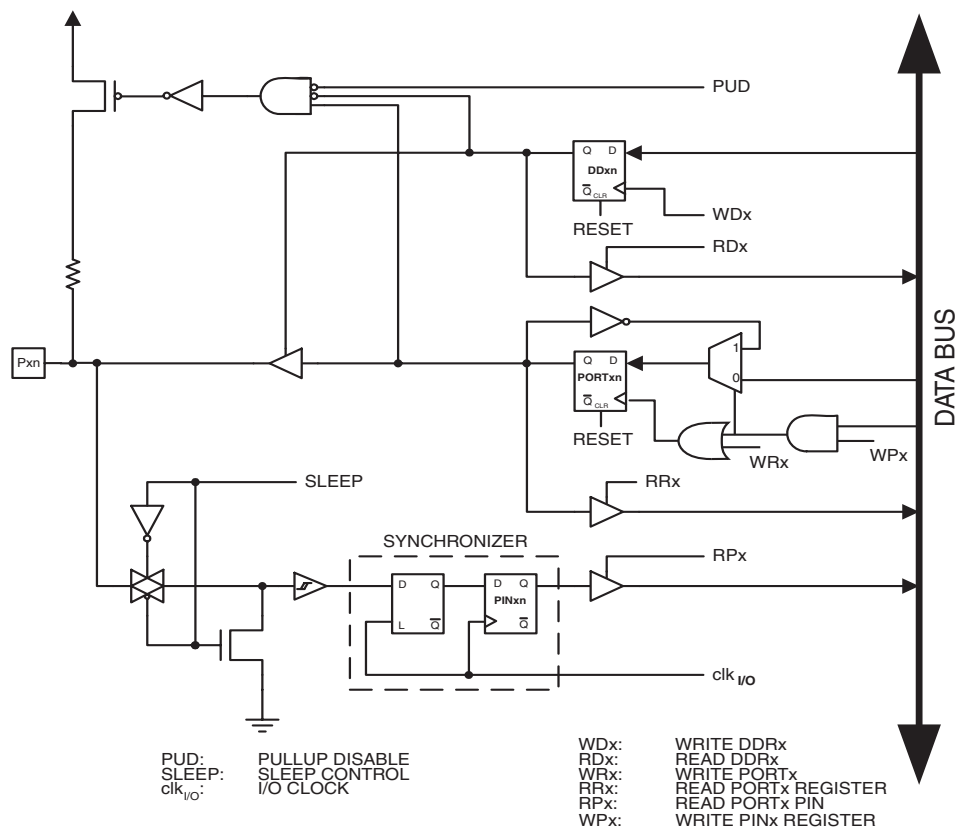 PUD
Q D
DDxn
Q CLR
WDx
RESET
RDx
Pxn
1
Q D
PORTxn
0
Q CLR
RESET
WRx
WPx
DATA BUS
SLEEP
RRx
SYNCHRONIZER
RPx
D Q
D Q
PINxn
L Q
Q
clk I/O
PUD: PULLUP DISABLE
SLEEP: SLEEP CONTROL
clk I/O: I/O CLOCK
WDx: WRITE DDRx
RDx: READ DDRx
WRx: WRITE PORTx
RRx: READ PORTx REGISTER
RPx: READ PORTx PIN
WPx: WRITE PINx REGISTER